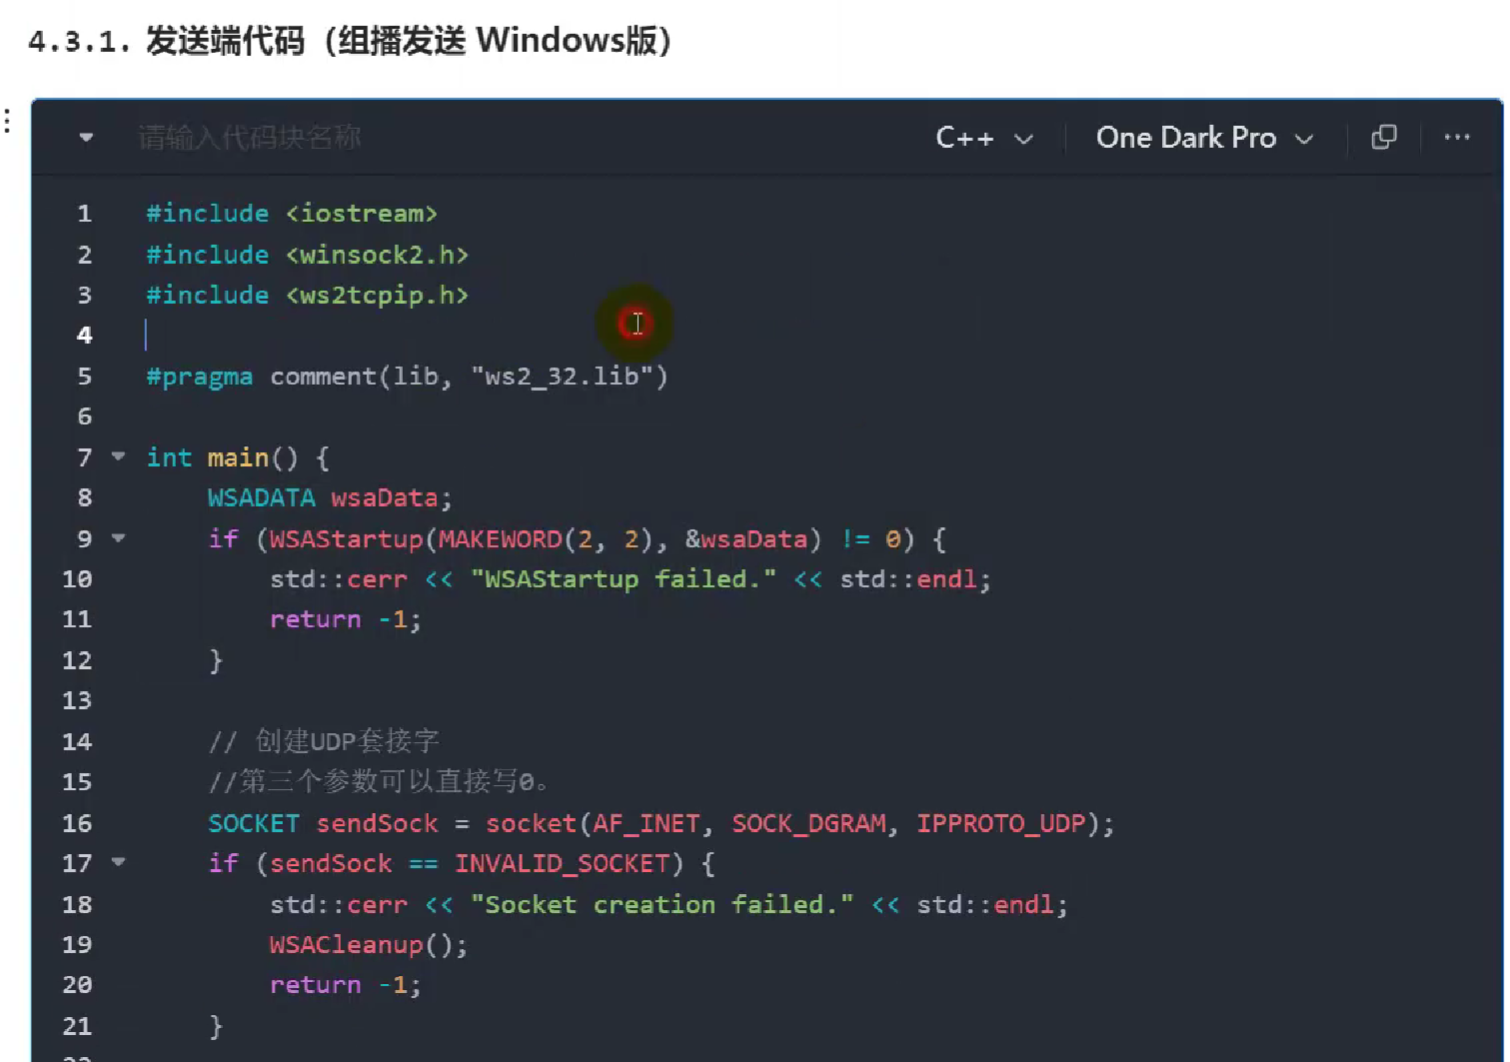 4.3.1. 发送端代码（组播发送 Windows版）
请输入代码块名称 C++ One Dark Pro
1 #include <iostream>
2 #include <winsock2.h>
3 #include <ws2tcpip.h>
4
5 #pragma comment(lib, "ws2_32.lib")
6
7 int main() {
8 WSADATA wsaData;
9 if (WSAStartup(MAKEWORD(2, 2), &wsaData) != 0) {
10 std::cerr << "WSAStartup failed." << std::endl;
11 return -1;
12 }
13
14 // 创建UDP套接字
15 //第三个参数可以直接写0。
16 SOCKET sendSock = socket(AF_INET, SOCK_DGRAM, IPPROTO_UDP);
17 if (sendSock == INVALID_SOCKET) {
18 std::cerr << "Socket creation failed." << std::endl;
19 WSACleanup();
20 return -1;
21 }